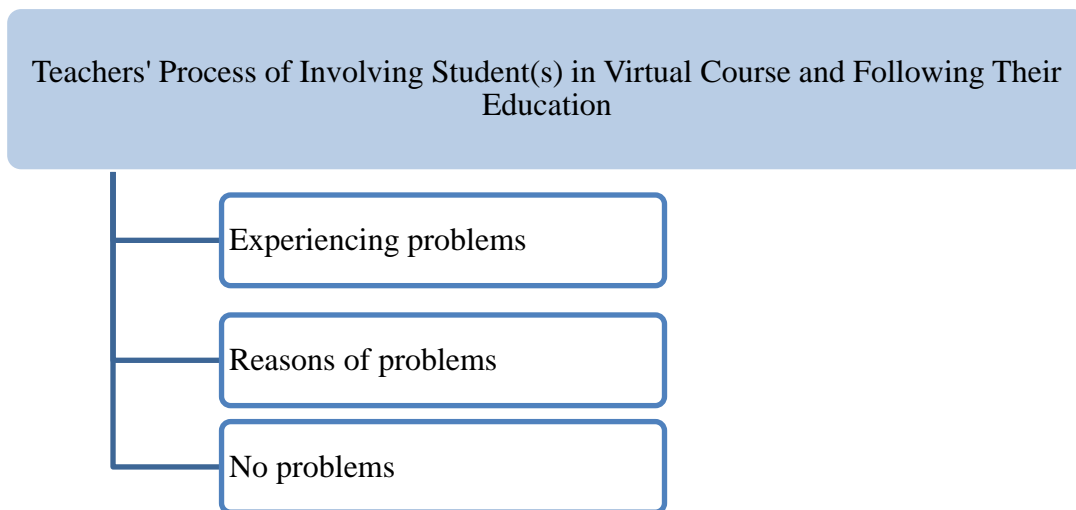 Teachers' Process of Involving Student(s) in Virtual Course and Following Their
Education
Experiencing problems
Reasons of problems
No problems